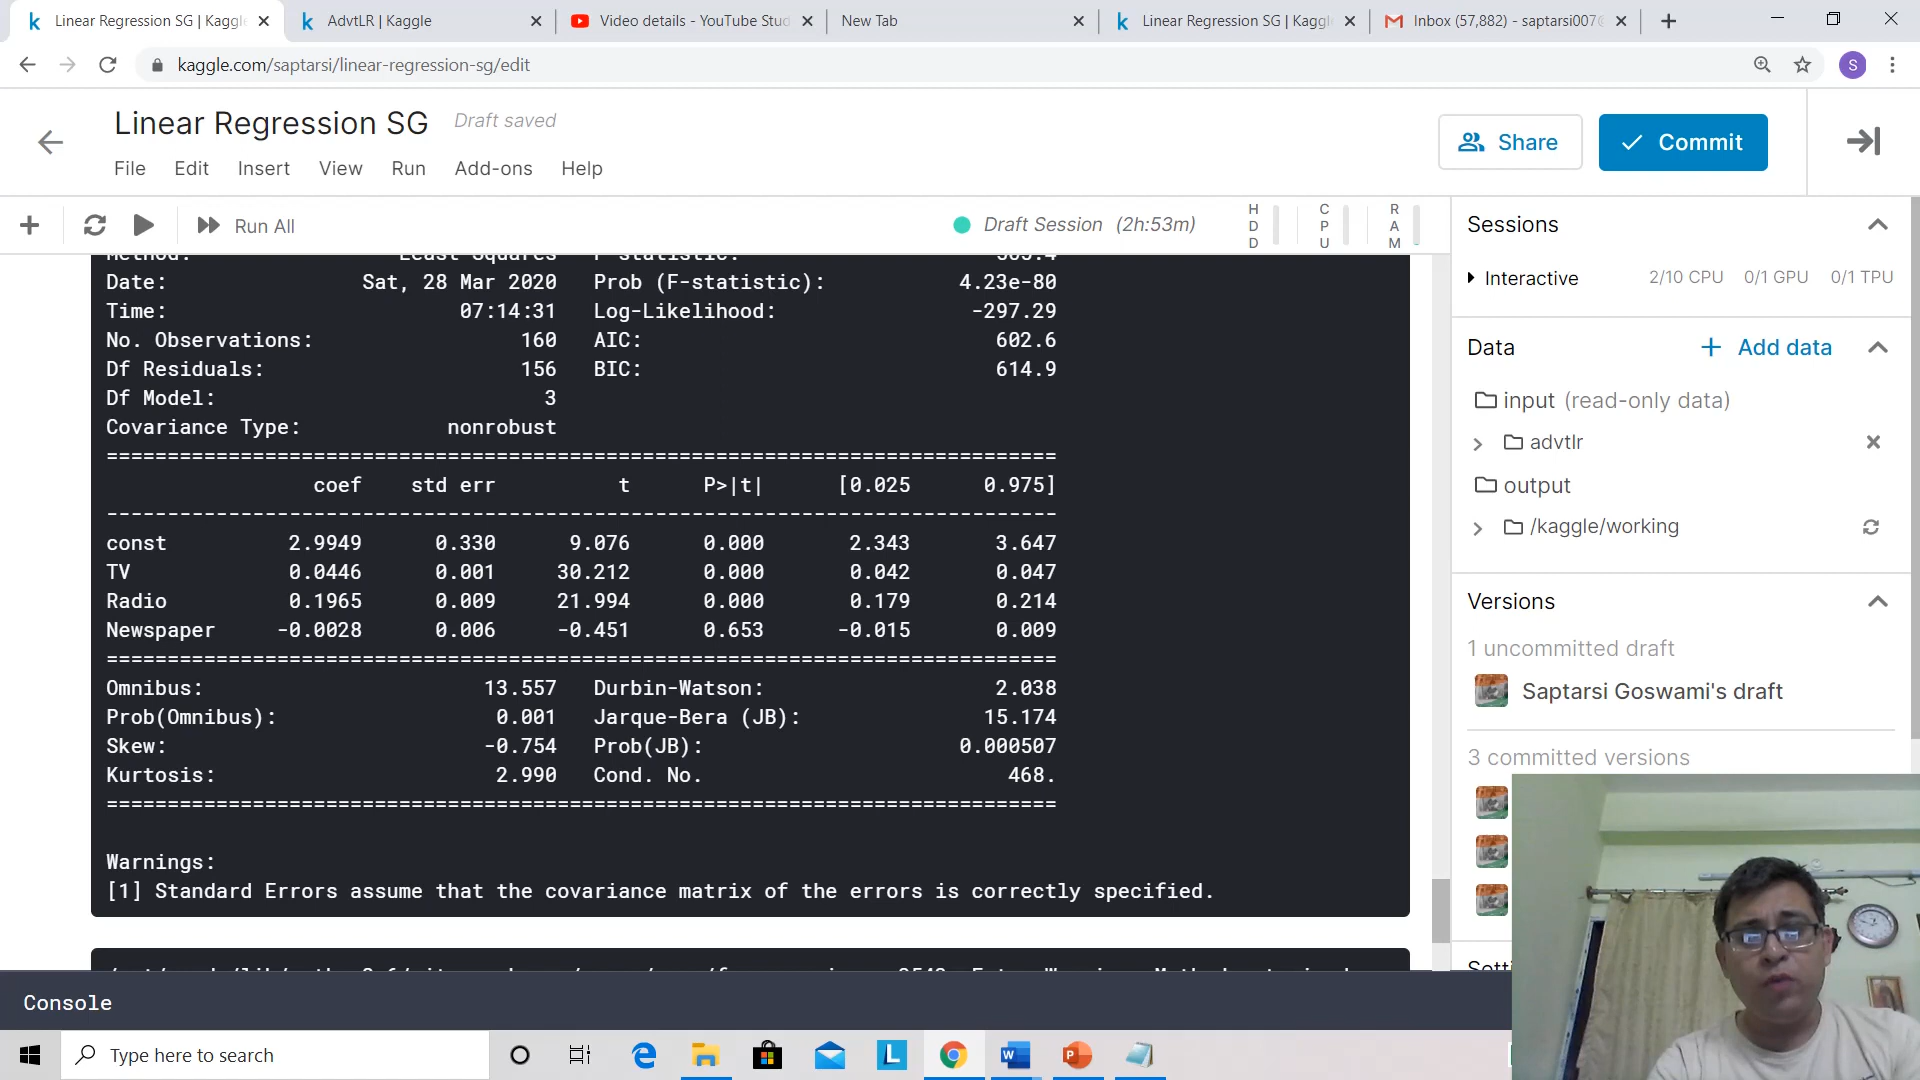 Linear Regression SG | Kaggle
AdvtLR | Kaggle
Video details - YouTube Stud
New Tab
Linear Regression SG | Kaggle
Inbox (57,882) - saptarsi007@
kaggle.com/saptarsi/linear-regression-sg/edit
S
Linear Regression SG Draft saved
File Edit Insert View Run Add-ons Help
Share
Commit
Run All
Draft Session (2h:53m)
HDD
CPU
RAM
Method: Least Squares F-statistic:
Date: Sat, 28 Mar 2020 Prob (F-statistic): 4.23e-80
Time: 07:14:31 Log-Likelihood: -297.29
No. Observations: 160 AIC: 602.6
Df Residuals: 156 BIC: 614.9
Df Model: 3
Covariance Type: nonrobust
==============================================================================
coef std err t P>|t| [0.025 0.975]
------------------------------------------------------------------------------
const 2.9949 0.330 9.076 0.000 2.343 3.647
TV 0.0446 0.001 30.212 0.000 0.042 0.047
Radio 0.1965 0.009 21.994 0.000 0.179 0.214
Newspaper -0.0028 0.006 -0.451 0.653 -0.015 0.009
==============================================================================
Omnibus: 13.557 Durbin-Watson: 2.038
Prob(Omnibus): 0.001 Jarque-Bera (JB): 15.174
Skew: -0.754 Prob(JB): 0.000507
Kurtosis: 2.990 Cond. No. 468.
==============================================================================
Warnings:
[1] Standard Errors assume that the covariance matrix of the errors is correctly specified.
Console
Sessions
Interactive 2/10 CPU 0/1 GPU 0/1 TPU
Data + Add data
input (read-only data)
advtlr
output
/kaggle/working
Versions
1 uncommitted draft
Saptarsi Goswami's draft
3 committed versions
Type here to search